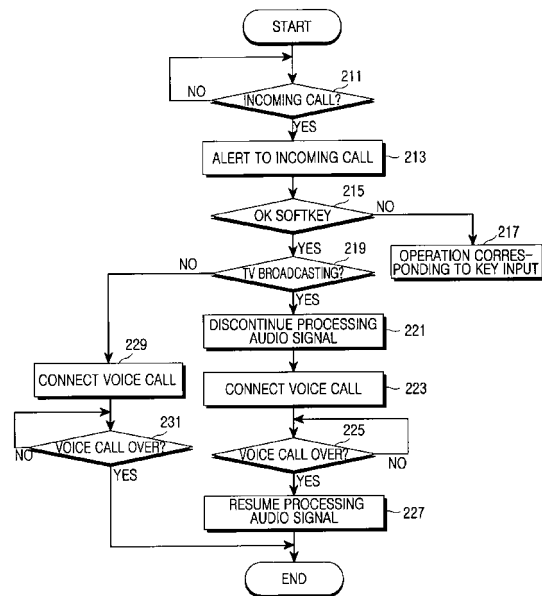 START
211
NO
INCOMING CALL?
YES
ALERT TO INCOMING CALL
213
215
OK SOFTKEY
NO
217
OPERATION CORRES-
PONDING TO KEY INPUT
YES
219
NO
TV BROADCASTING?
YES
DISCONTINUE PROCESSING
AUDIO SIGNAL
221
229
CONNECT VOICE CALL
CONNECT VOICE CALL
223
231
VOICE CALL OVER?
NO
YES
225
VOICE CALL OVER?
NO
YES
RESUME PROCESSING
AUDIO SIGNAL
227
END